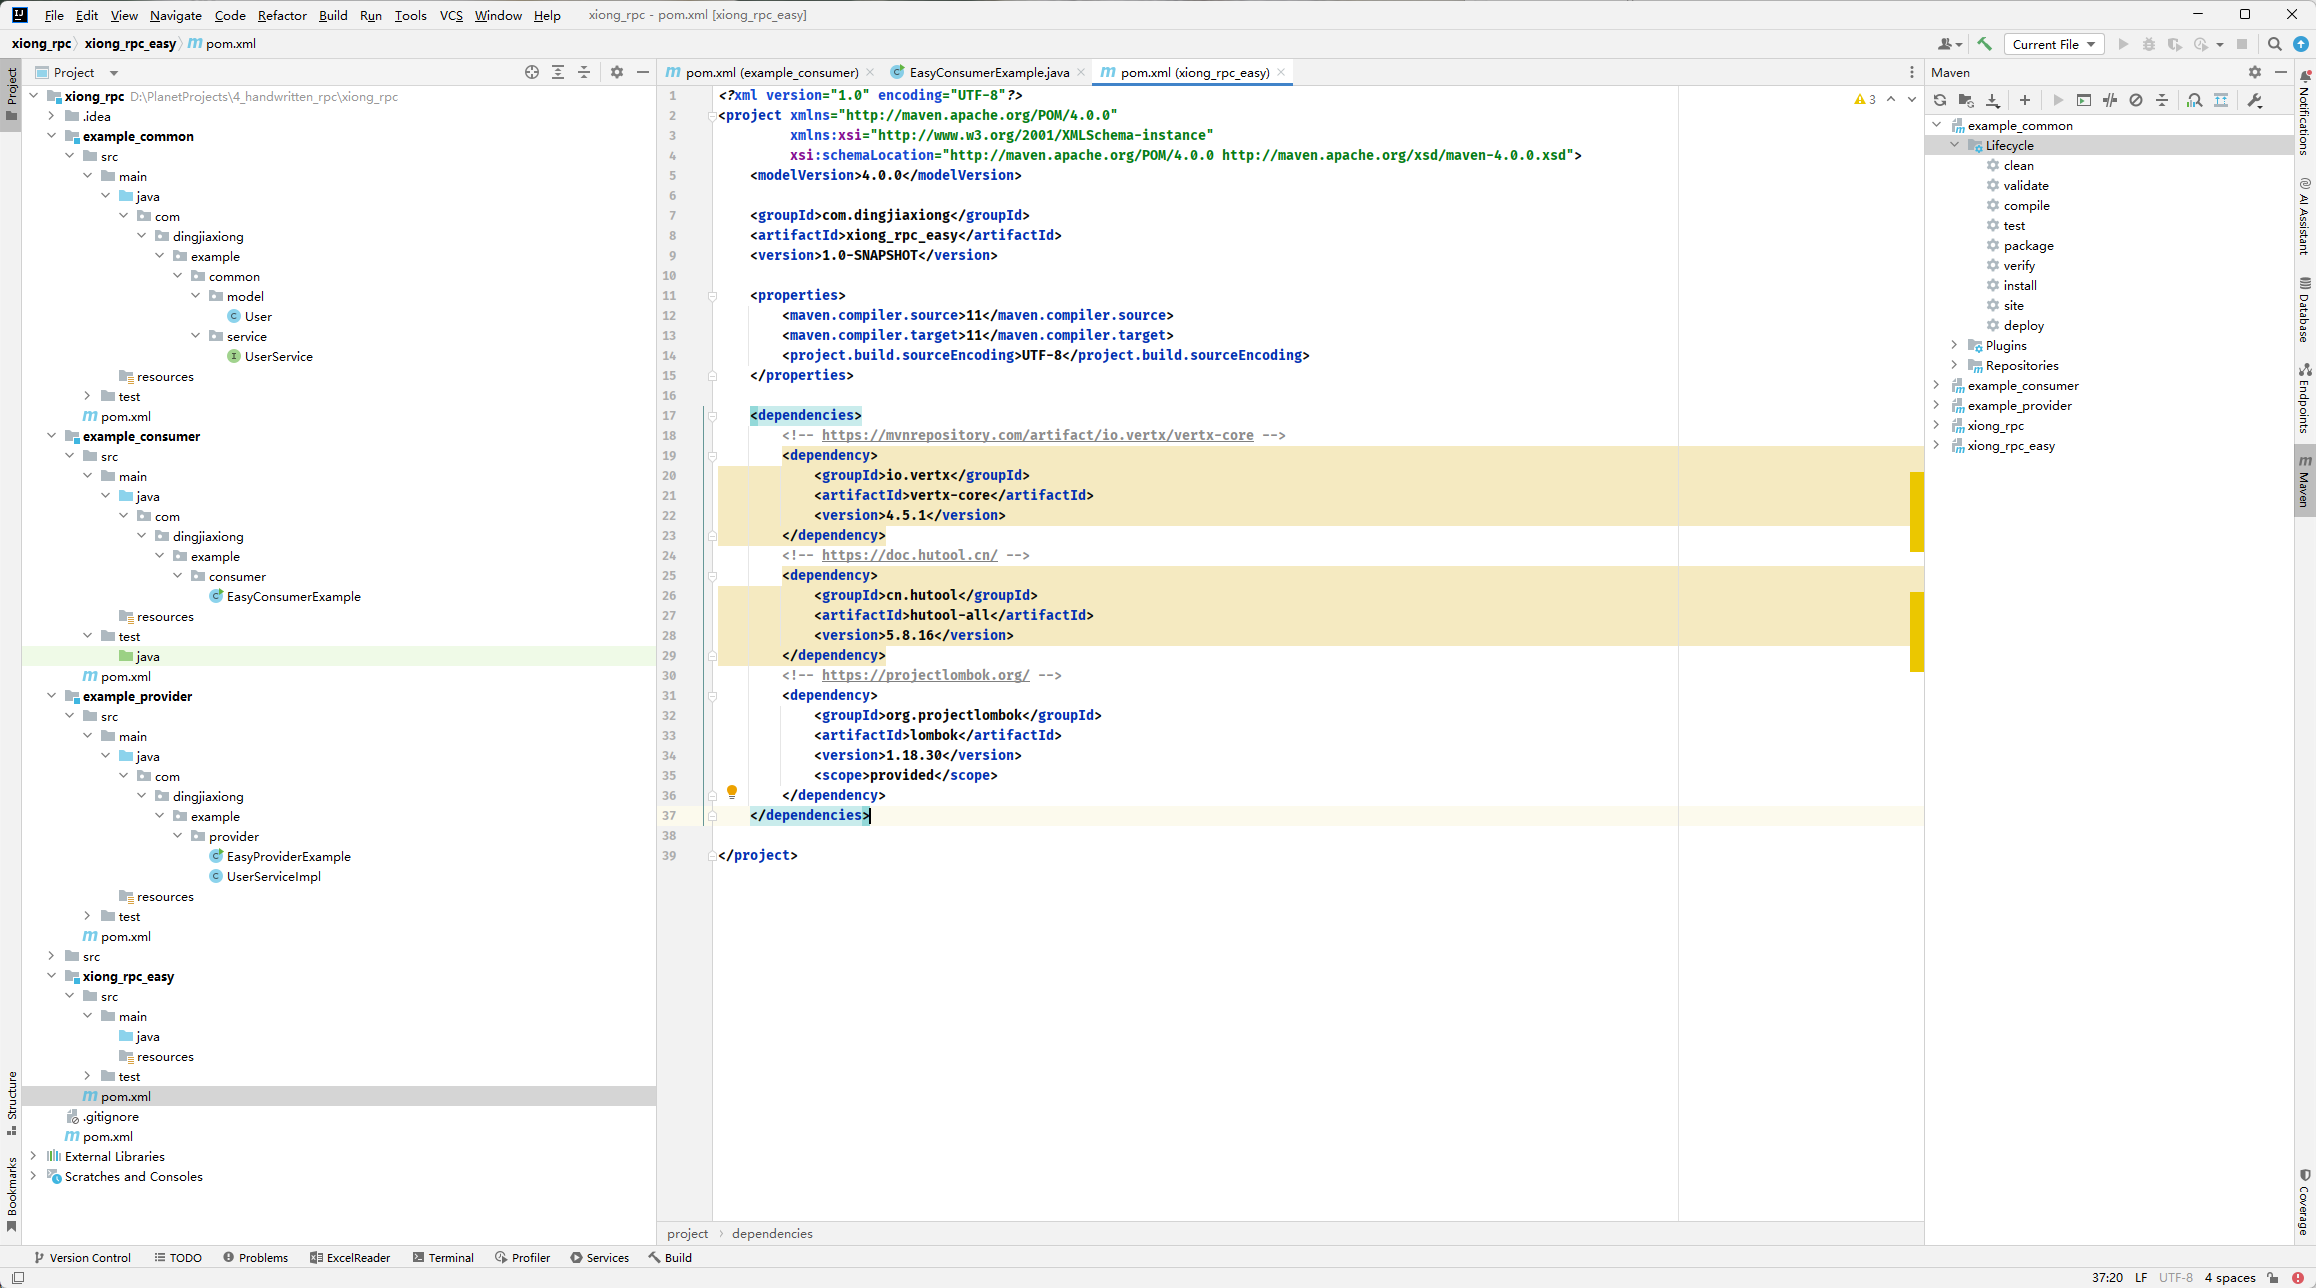 File Edit View Navigate Code Refactor Build Run Tools VCS Window Help xiong_rpc - pom.xml [xiong_rpc_easy]
xiong_rpc xiong_rpc_easy pom.xml
Current File
Project
pom.xml (example_consumer)
EasyConsumerExample.java
pom.xml (xiong_rpc_easy)
Maven
Project
Structure
Bookmarks
xiong_rpc D:\PlanetProjects\4_handwritten_rpc\xiong_rpc
.idea
example_common
src
main
java
com
dingjiaxiong
example
common
model
User
service
UserService
resources
test
pom.xml
example_consumer
src
main
java
com
dingjiaxiong
example
consumer
EasyConsumerExample
resources
test
java
pom.xml
example_provider
src
main
java
com
dingjiaxiong
example
provider
EasyProviderExample
UserServiceImpl
resources
test
pom.xml
src
xiong_rpc_easy
src
main
java
resources
test
pom.xml
.gitignore
pom.xml
External Libraries
Scratches and Consoles
3
1 <?xml version="1.0" encoding="UTF-8"?>
2 <project xmlns="http://maven.apache.org/POM/4.0.0"
3 xmlns:xsi="http://www.w3.org/2001/XMLSchema-instance"
4 xsi:schemaLocation="http://maven.apache.org/POM/4.0.0 http://maven.apache.org/xsd/maven-4.0.0.xsd">
5 <modelVersion>4.0.0</modelVersion>
6
7 <groupId>com.dingjiaxiong</groupId>
8 <artifactId>xiong_rpc_easy</artifactId>
9 <version>1.0-SNAPSHOT</version>
10
11 <properties>
12 <maven.compiler.source>11</maven.compiler.source>
13 <maven.compiler.target>11</maven.compiler.target>
14 <project.build.sourceEncoding>UTF-8</project.build.sourceEncoding>
15 </properties>
16
17 <dependencies>
18 <!-- https://mvnrepository.com/artifact/io.vertx/vertx-core -->
19 <dependency>
20 <groupId>io.vertx</groupId>
21 <artifactId>vertx-core</artifactId>
22 <version>4.5.1</version>
23 </dependency>
24 <!-- https://doc.hutool.cn/ -->
25 <dependency>
26 <groupId>cn.hutool</groupId>
27 <artifactId>hutool-all</artifactId>
28 <version>5.8.16</version>
29 </dependency>
30 <!-- https://projectlombok.org/ -->
31 <dependency>
32 <groupId>org.projectlombok</groupId>
33 <artifactId>lombok</artifactId>
34 <version>1.18.30</version>
35 <scope>provided</scope>
36 </dependency>
37 </dependencies>
38
39 </project>
project dependencies
example_common
Lifecycle
clean
validate
compile
test
package
verify
install
site
deploy
Plugins
Repositories
example_consumer
example_provider
xiong_rpc
xiong_rpc_easy
Notifications
AI Assistant
Database
Endpoints
Maven
Coverage
Version Control TODO Problems ExcelReader Terminal Profiler Services Build
37:20 LF UTF-8 4 spaces